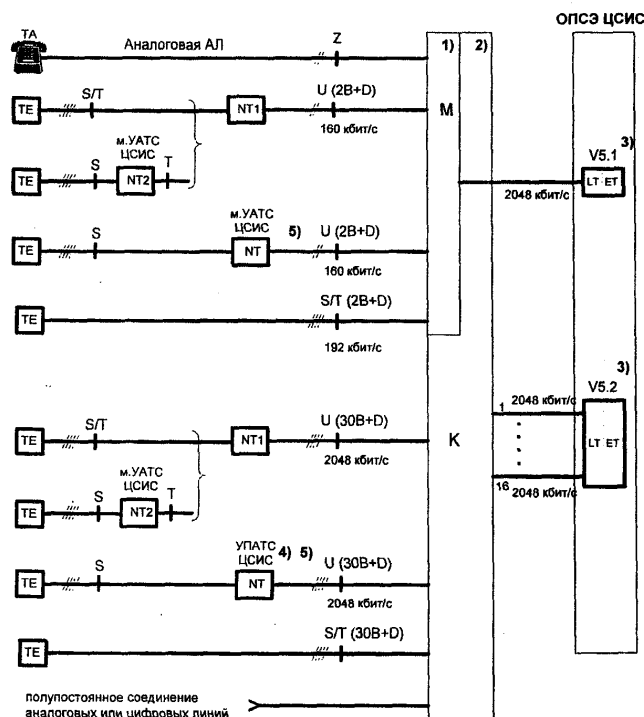 ОПСЭ ЦСИС
ТА
Аналоговая АЛ
Z
1)
2)
TE
S/T
NT1
U (2B+D)
160 кбит/с
М
м.УАТС
ЦСИС
TE
S
NT2
T
V5.1
3)
LT ET
2048 кбит/с
м.УАТС
ЦСИС
5)
TE
S
NT
U (2B+D)
160 кбит/с
TE
S/T (2B+D)
192 кбит/с
3)
V5.2
1
2048 кбит/с
LT ET
16
2048 кбит/с
TE
S/T
NT1
U (30B+D)
2048 кбит/с
К
м.УАТС
ЦСИС
TE
S
NT2
T
УПАТС
ЦСИС
4)
5)
TE
S
NT
U (30B+D)
2048 кбит/с
TE
S/T (30B+D)
полупостоянное соединение
аналоговых или цифровых линий